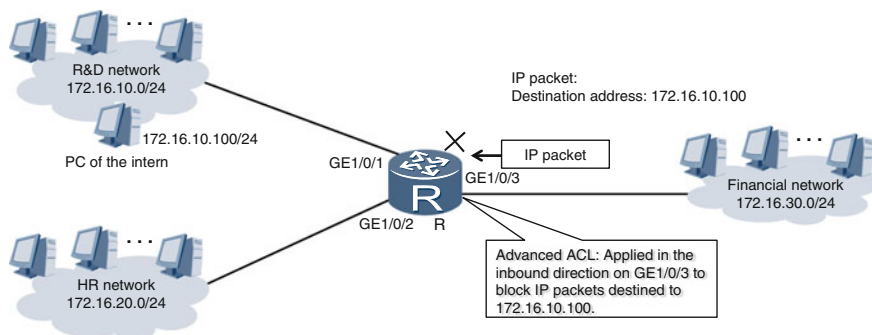 R&D network
172.16.10.0/24
172.16.10.100/24
PC of the intern
IP packet:
Destination address: 172.16.10.100
IP packet
GE1/0/1
GE1/0/3
GE1/0/2
R
R
Financial network
172.16.30.0/24
HR network
172.16.20.0/24
Advanced ACL: Applied in the
inbound direction on GE1/0/3 to
block IP packets destined to
172.16.10.100.